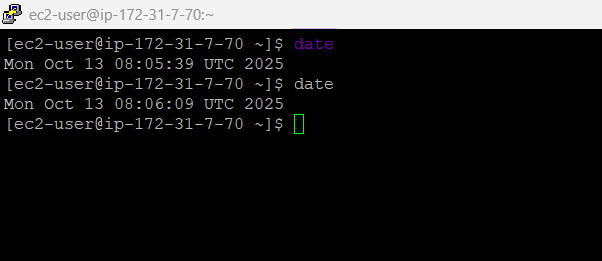 ec2-user@ip-172-31-7-70:~
[ec2-user@ip-172-31-7-70 ~]$ date
Mon Oct 13 08:05:39 UTC 2025
[ec2-user@ip-172-31-7-70 ~]$ date
Mon Oct 13 08:06:09 UTC 2025
[ec2-user@ip-172-31-7-70 ~]$